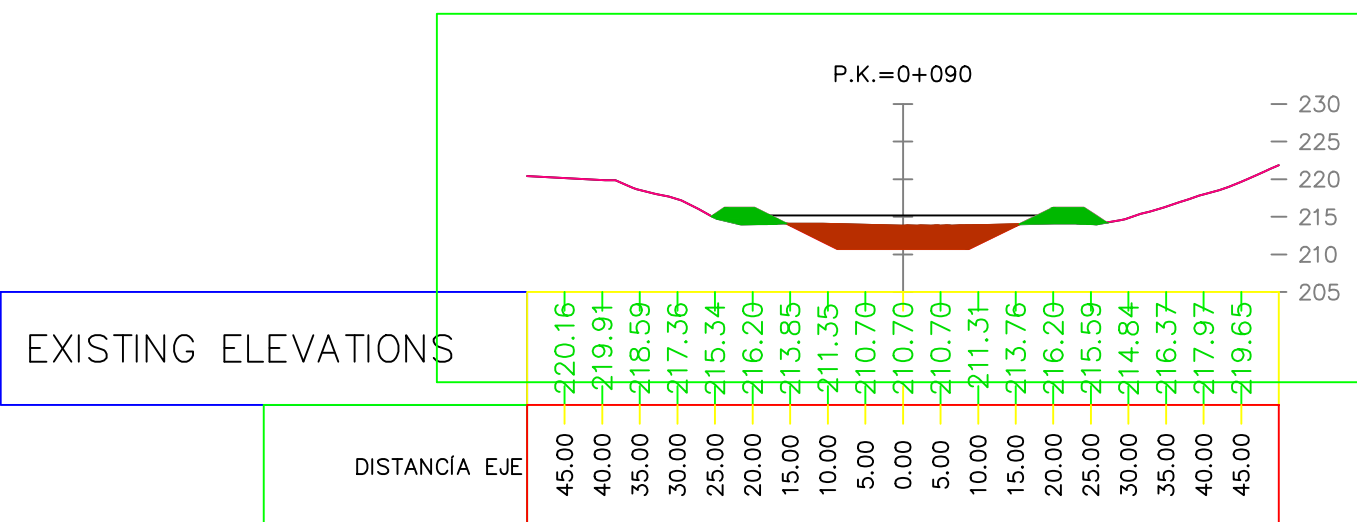 P.K.=0+090
230
225
220
215
210
205
EXISTING ELEVATIONS
220.16 219.91 218.59 217.36 215.34 216.20 213.85 211.35 210.70 210.70 210.70 211.31 213.76 216.20 215.59 214.84 216.37 217.97 219.65
DISTANCÍA EJE
45.00 40.00 35.00 30.00 25.00 20.00 15.00 10.00 5.00 0.00 5.00 10.00 15.00 20.00 25.00 30.00 35.00 40.00 45.00